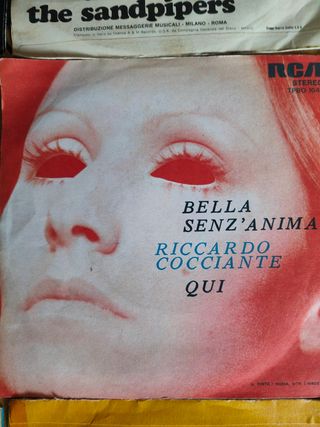 the sandpipers
DISTRIBUZIONE MESSAGGERIE MUSICALI - MILANO - ROMA
RCA
STEREO
BELLA
SENZ'ANIMA
RICCARDO
COCCIANTE
QUI